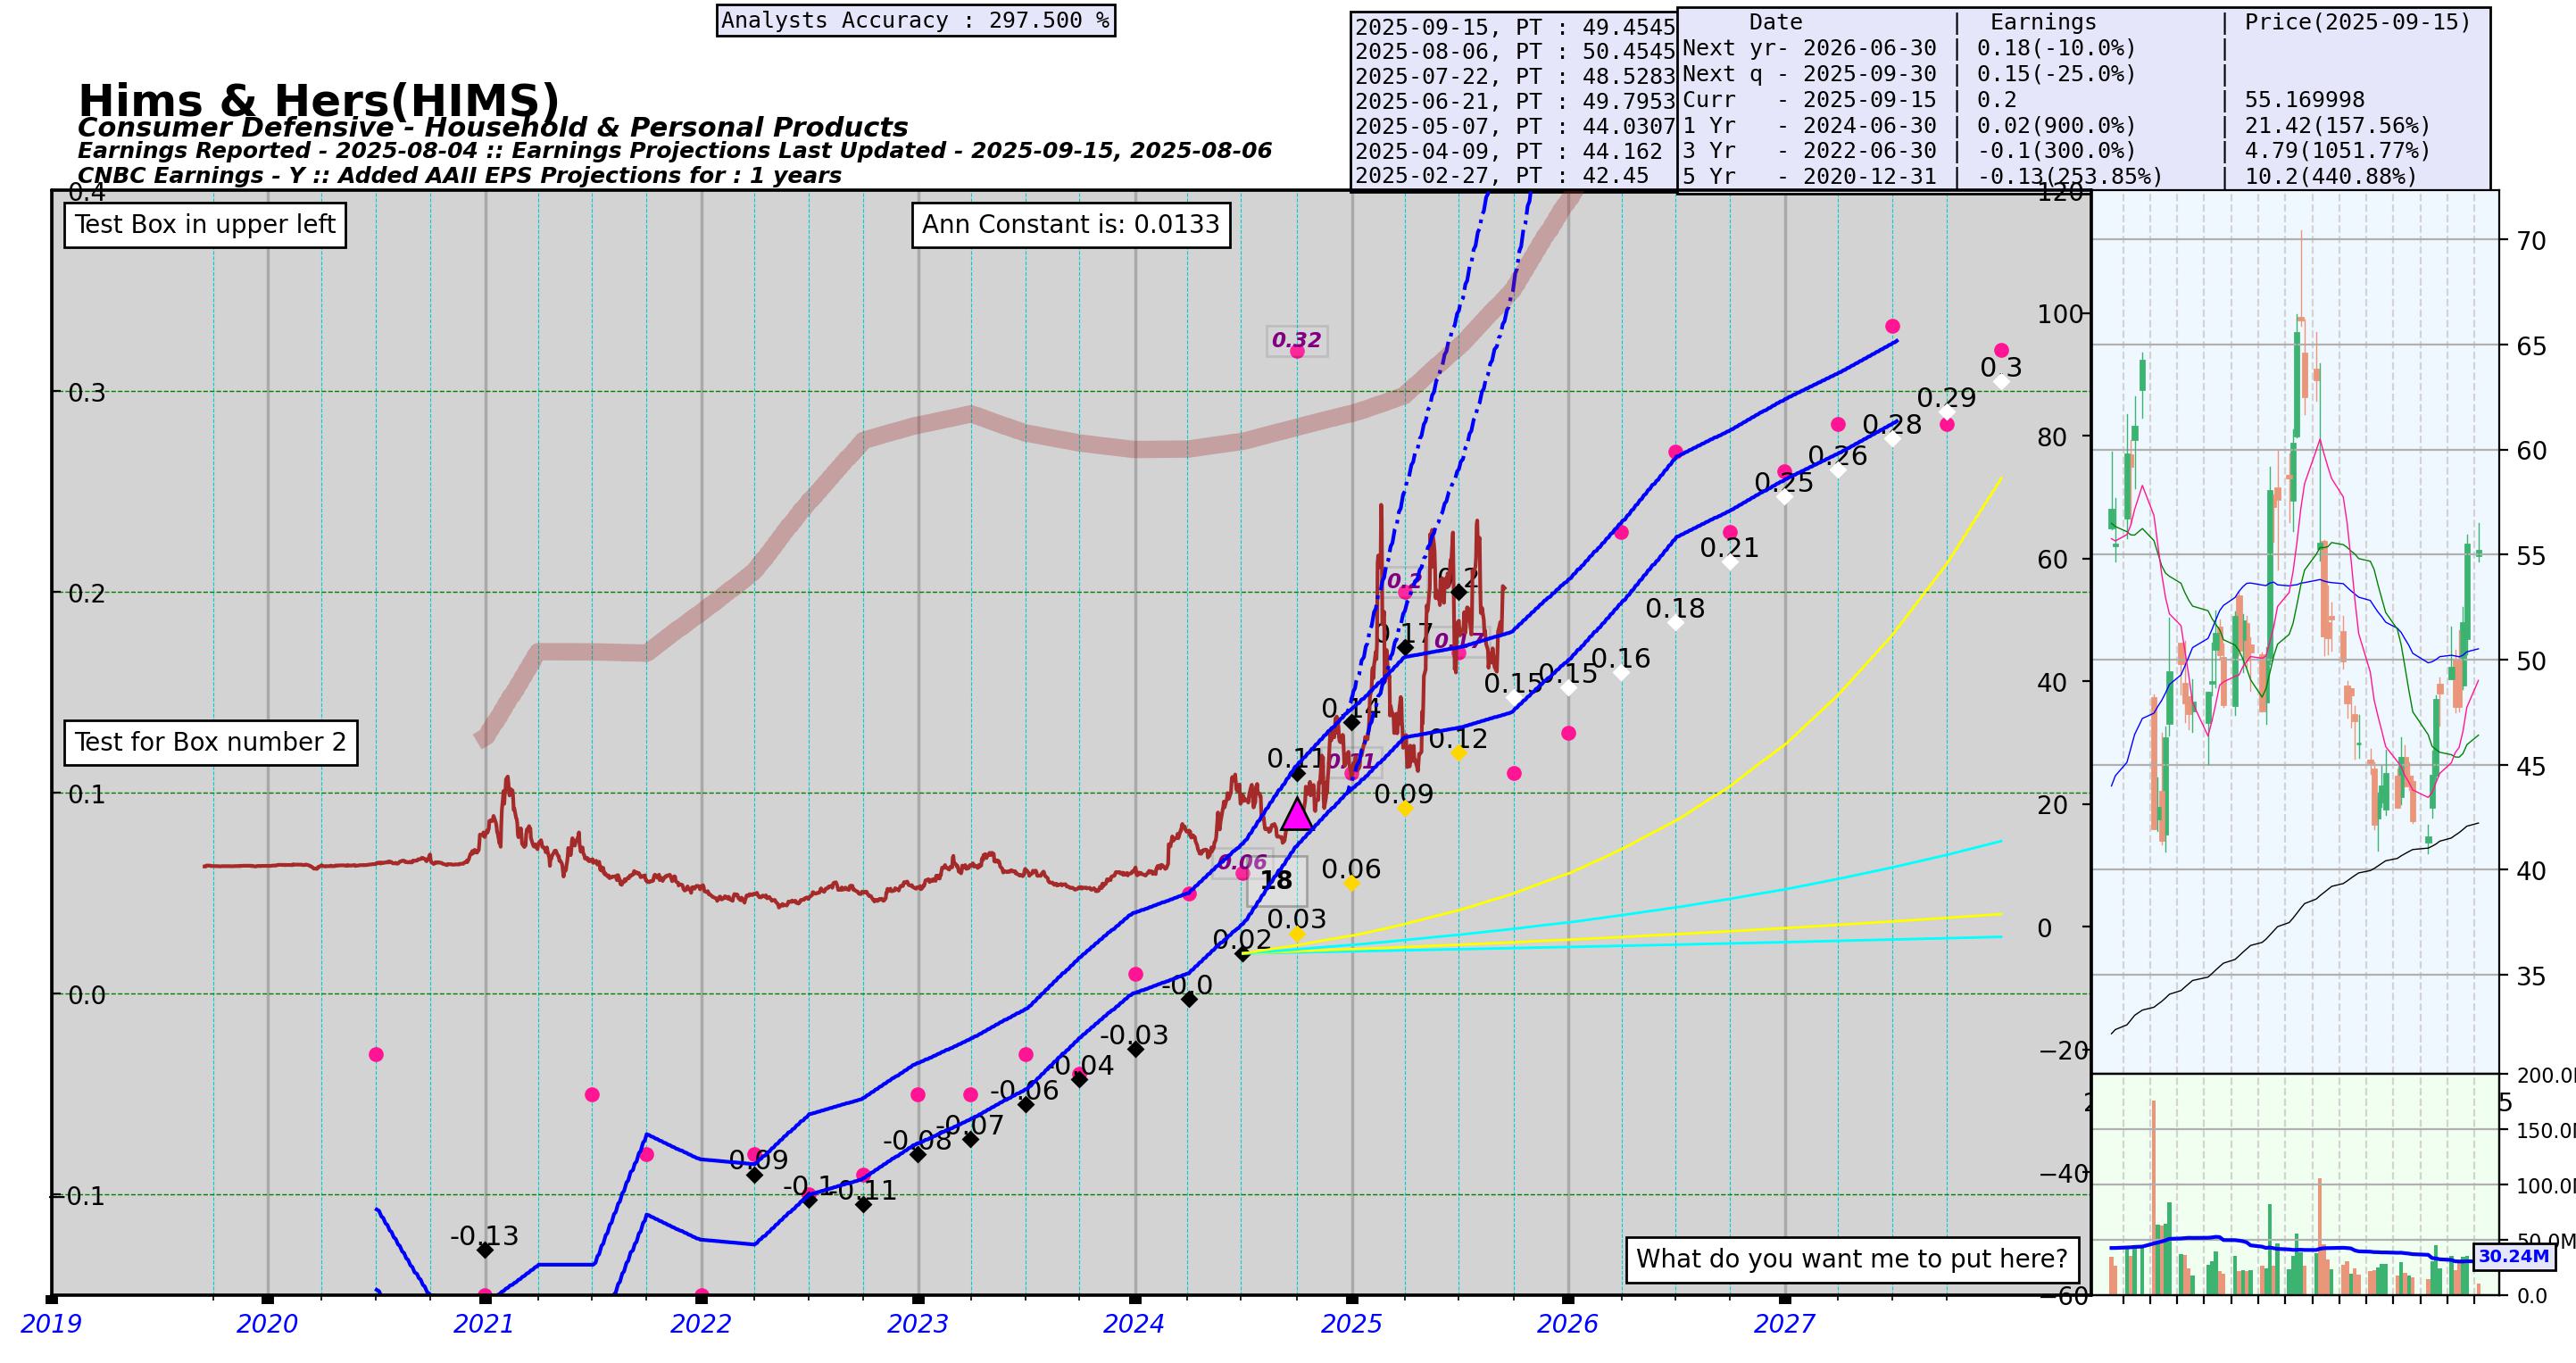 Analysts Accuracy : 297.500 %
2025-09-15, PT : 49.4545
2025-08-06, PT : 50.4545
2025-07-22, PT : 48.5283
2025-06-21, PT : 49.7953
2025-05-07, PT : 44.0307
2025-04-09, PT : 44.162
2025-02-27, PT : 42.45
Date | Earnings | Price(2025-09-15)
Next yr- 2026-06-30 | 0.18(-10.0%) |
Next q - 2025-09-30 | 0.15(-25.0%) |
Curr - 2025-09-15 | 0.2 | 55.169998
1 Yr - 2024-06-30 | 0.02(900.0%) | 21.42(157.56%)
3 Yr - 2022-06-30 | -0.1(300.0%) | 4.79(1051.77%)
5 Yr - 2020-12-31 | -0.13(253.85%) | 10.2(440.88%)
Hims & Hers(HIMS)
Consumer Defensive - Household & Personal Products
Earnings Reported - 2025-08-04 :: Earnings Projections Last Updated - 2025-09-15, 2025-08-06
CNBC Earnings - Y :: Added AAII EPS Projections for : 1 years
Test Box in upper left
Ann Constant is: 0.0133
Test for Box number 2
What do you want me to put here?
0.4
0.3
0.2
0.1
0.0
−0.1
120
100
80
60
40
20
0
−20
−40
−60
70
65
60
55
50
45
40
35
150.0
100.0
50.0M
30.24M
0.0
0.32
0.2
0.2
0.17
0.17
0.14
0.11
0.11
0.12
0.09
0.06
0.06
18
0.03
0.02
-0.0
-0.03
-0.06
-0.07
-0.08
-0.1
-0.11
-0.13
0.15
0.15
0.16
0.18
0.21
0.25
0.26
0.28
0.29
0.3
2019
2020
2021
2022
2023
2024
2025
2026
2027